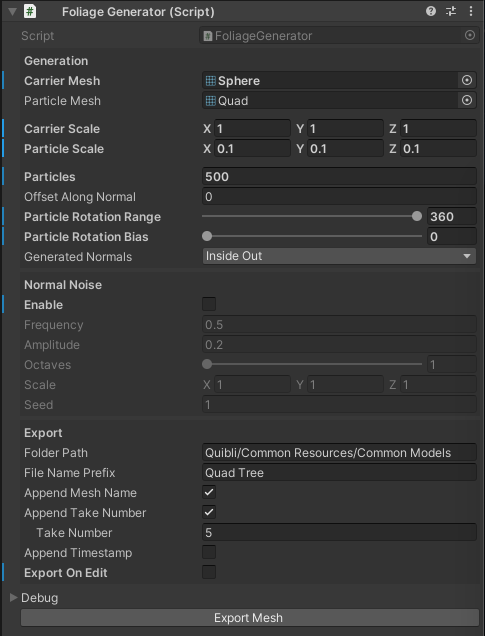 Foliage Generator (Script)
Script FoliageGenerator
Generation
Carrier Mesh Sphere
Particle Mesh Quad
Carrier Scale X 1 Y 1 Z 1
Particle Scale X 0.1 Y 0.1 Z 0.1
Particles 500
Offset Along Normal 0
Particle Rotation Range 360
Particle Rotation Bias 0
Generated Normals Inside Out
Normal Noise
Enable
Frequency 0.5
Amplitude 0.2
Octaves 1
Scale X 1 Y 1 Z 1
Seed 1
Export
Folder Path Quibli/Common Resources/Common Models
File Name Prefix Quad Tree
Append Mesh Name
Append Take Number
Take Number 5
Append Timestamp
Export On Edit
Debug
Export Mesh